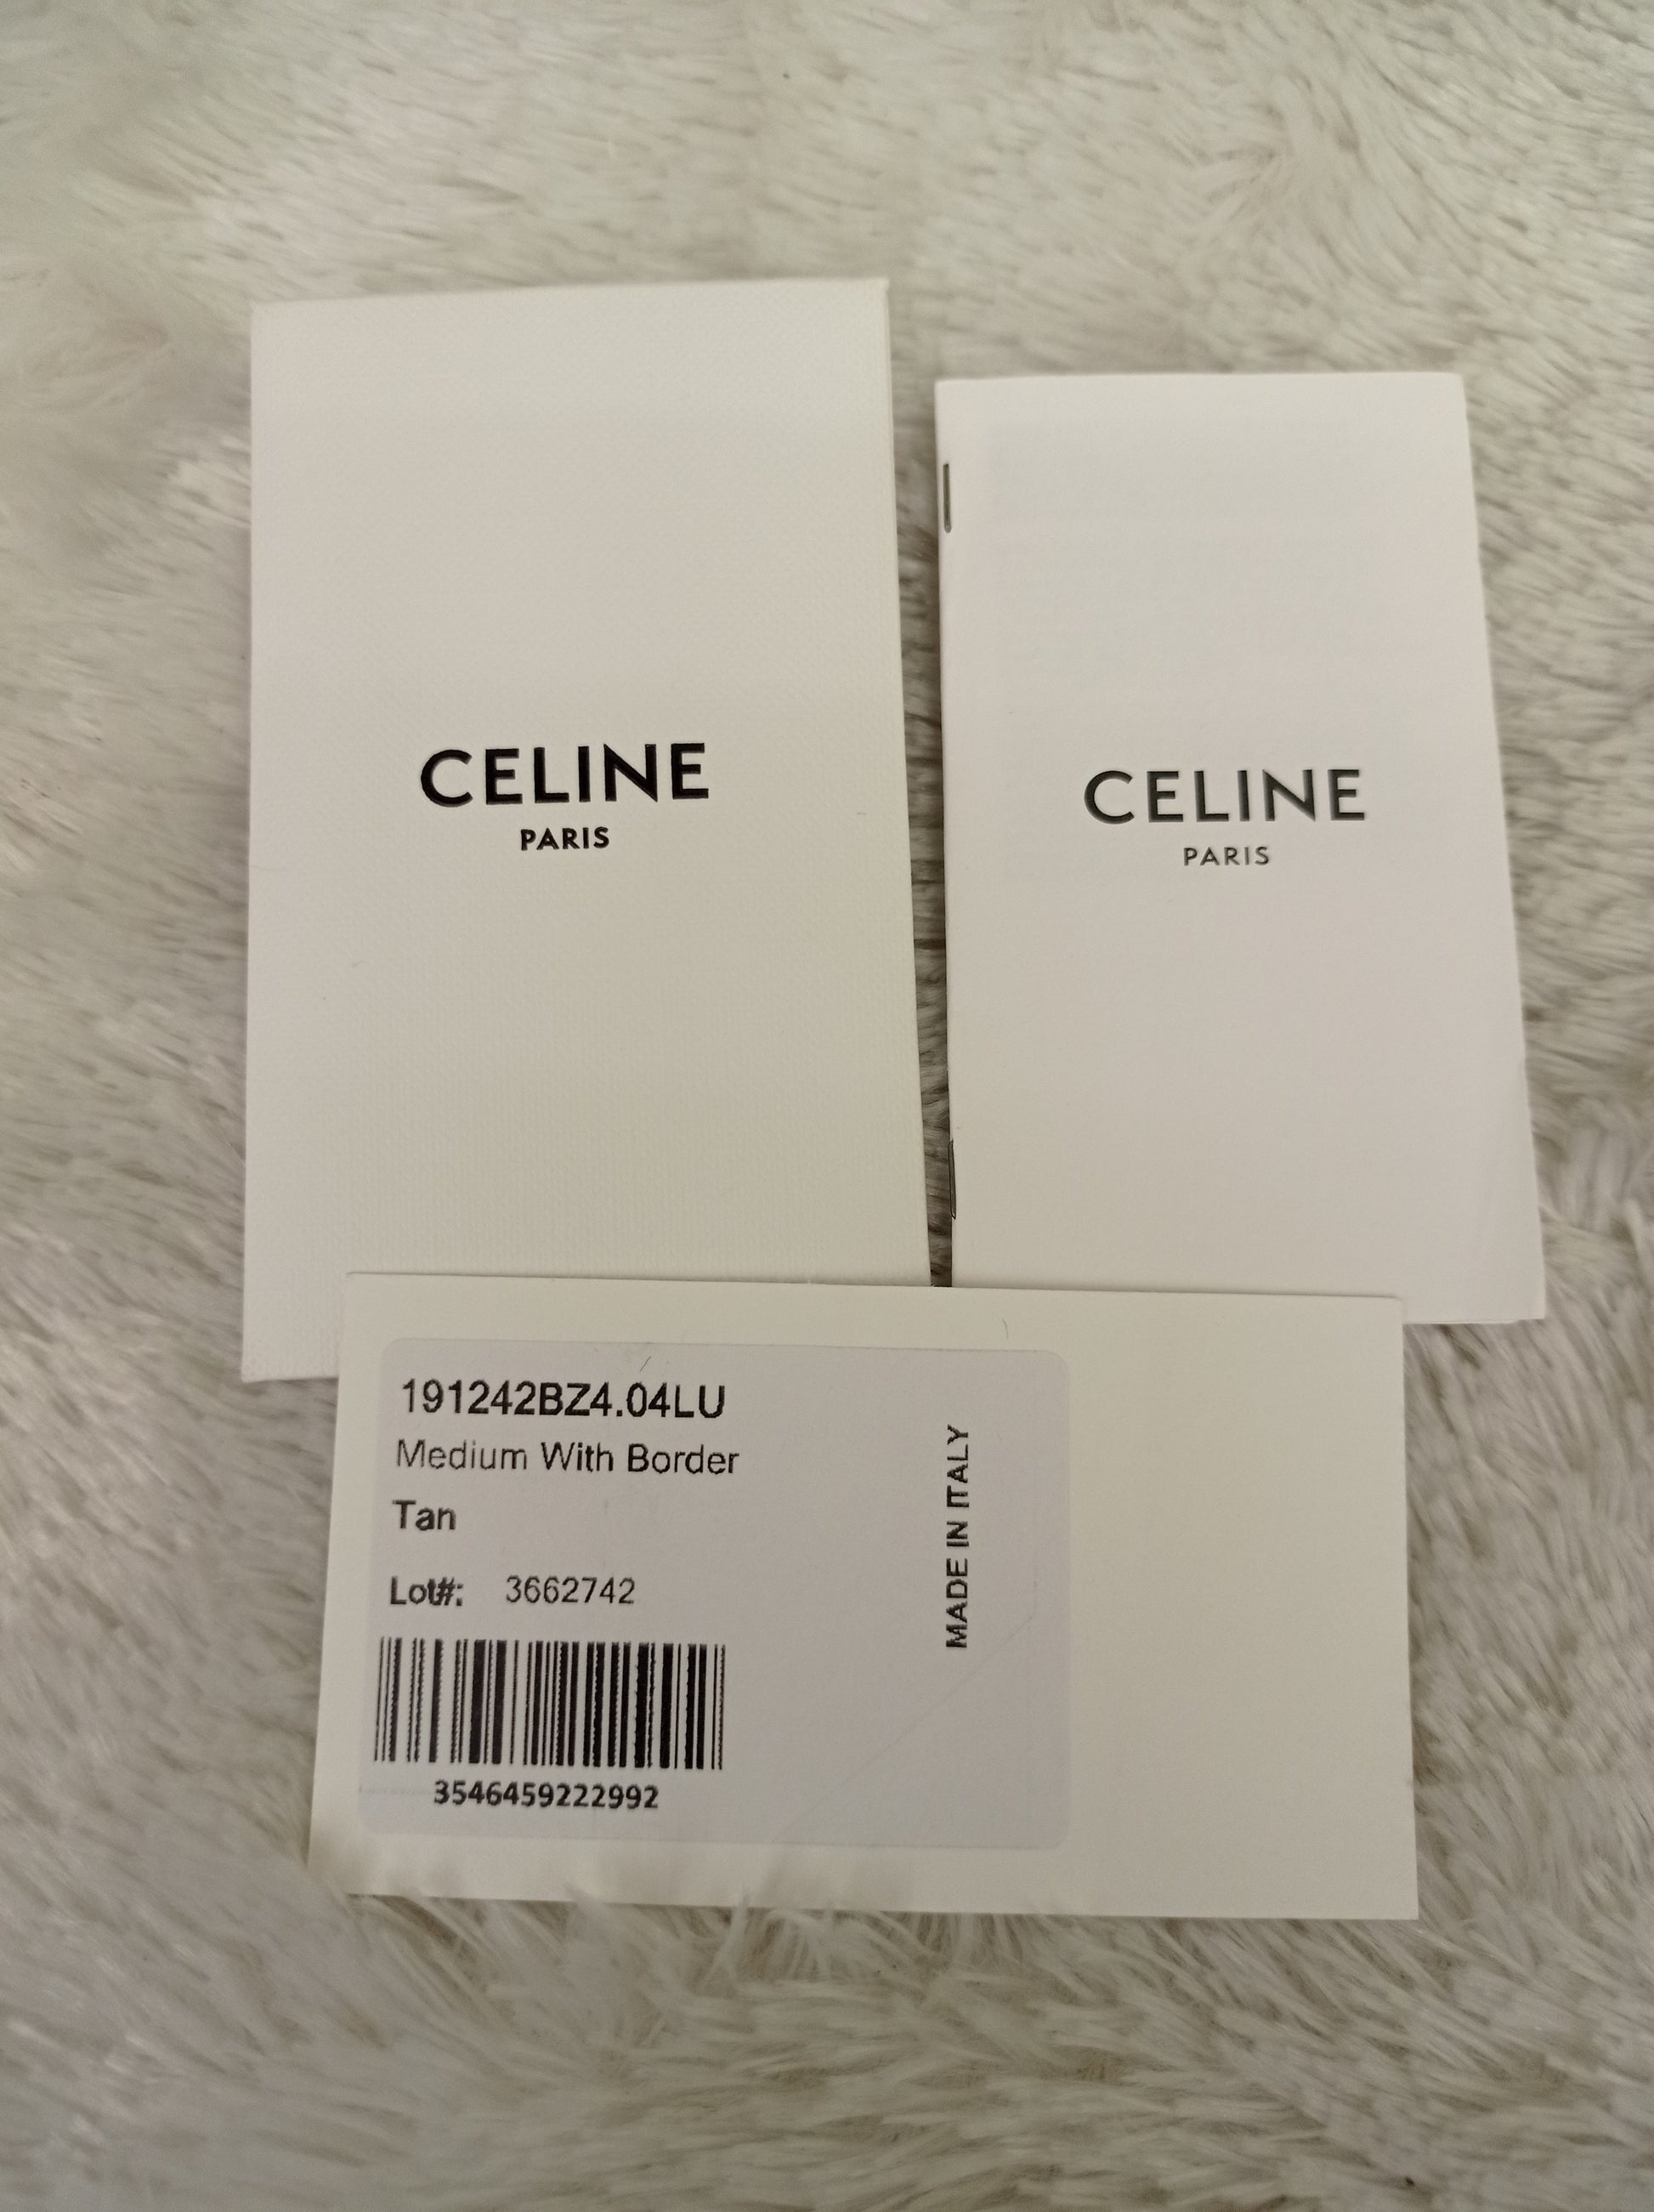 CELINE
PARIS
CELINE
PARIS
191242BZ4.04LU
Medium With Border
Tan
Lot#: 3662742
3546459222992
MADE IN ITALY